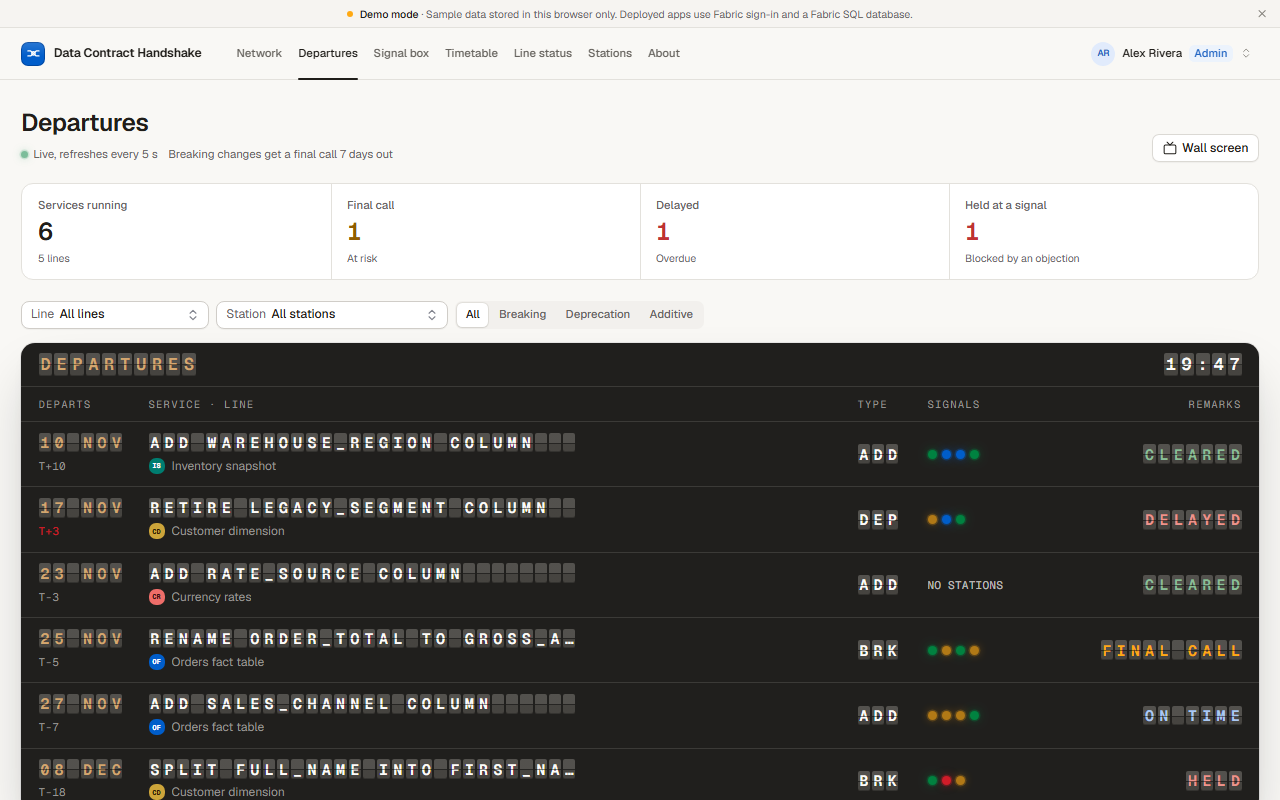 Demo mode · Sample data stored in this browser only. Deployed apps use Fabric sign-in and a Fabric SQL database.
Data Contract Handshake
Network Departures Signal box Timetable Line status Stations About
AR Alex Rivera Admin
Departures
Live, refreshes every 5 s Breaking changes get a final call 7 days out
Wall screen
Services running
6
5 lines
Final call
1
At risk
Delayed
1
Overdue
Held at a signal
1
Blocked by an objection
Line All lines
Station All stations
All Breaking Deprecation Additive
DEPARTURES 19:47
DEPARTS SERVICE · LINE TYPE SIGNALS REMARKS
10 NOV ADD WAREHOUSE_REGION COLUMN ADD CLEARED
T+10 IB Inventory snapshot
17 NOV RETIRE LEGACY_SEGMENT COLUMN DEP DELAYED
T+3 CD Customer dimension
23 NOV ADD RATE_SOURCE COLUMN ADD NO STATIONS CLEARED
T-3 CR Currency rates
25 NOV RENAME ORDER_TOTAL TO GROSS_A… BRK FINAL CALL
T-5 OF Orders fact table
27 NOV ADD SALES_CHANNEL COLUMN ADD ON TIME
T-7 OF Orders fact table
08 DEC SPLIT FULL_NAME INTO FIRST_NA… BRK HELD
T-18 CD Customer dimension